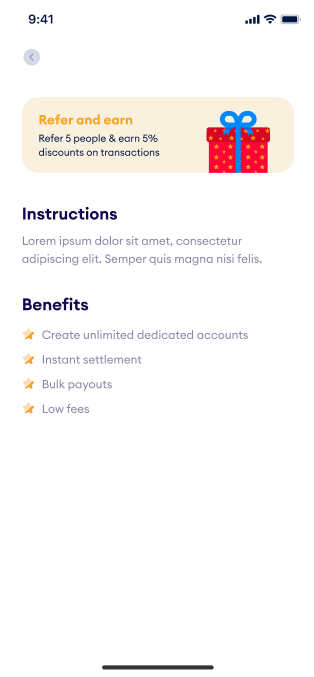 9:41
Refer and earn
Refer 5 people & earn 5%
discounts on transactions
Instructions
Lorem ipsum dolor sit amet, consectetur
adipiscing elit. Semper quis magna nisi felis.
Benefits
Create unlimited dedicated accounts
Instant settlement
Bulk payouts
Low fees